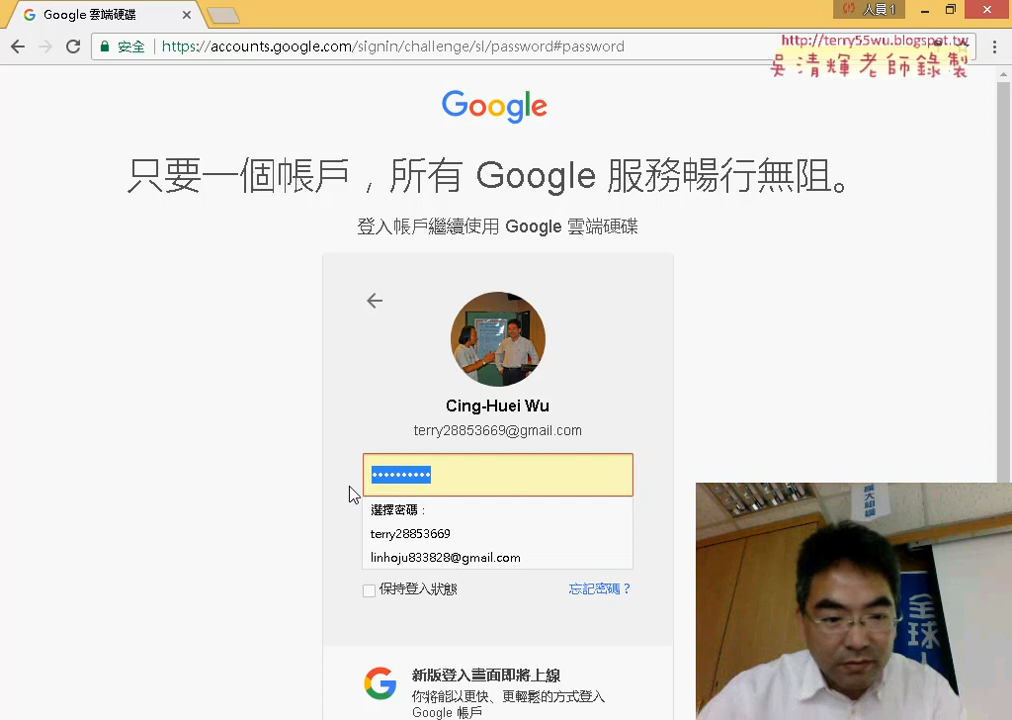 Google 雲端硬碟
人員 1
安全
https://accounts.google.com/signin/challenge/sl/password#password
http://terry55wu.blogspot.tw
吳清輝老師錄製
Google
只要一個帳戶，所有 Google 服務暢行無阻。
登入帳戶繼續使用 Google 雲端硬碟
Cing-Huei Wu
terry28853669@gmail.com
••••••••••
選擇密碼：
terry28853669
linhoju833828@gmail.com
保持登入狀態
忘記密碼？
新版登入畫面即將上線
你將能以更快、更輕鬆的方式登入
Google 帳戶
全球